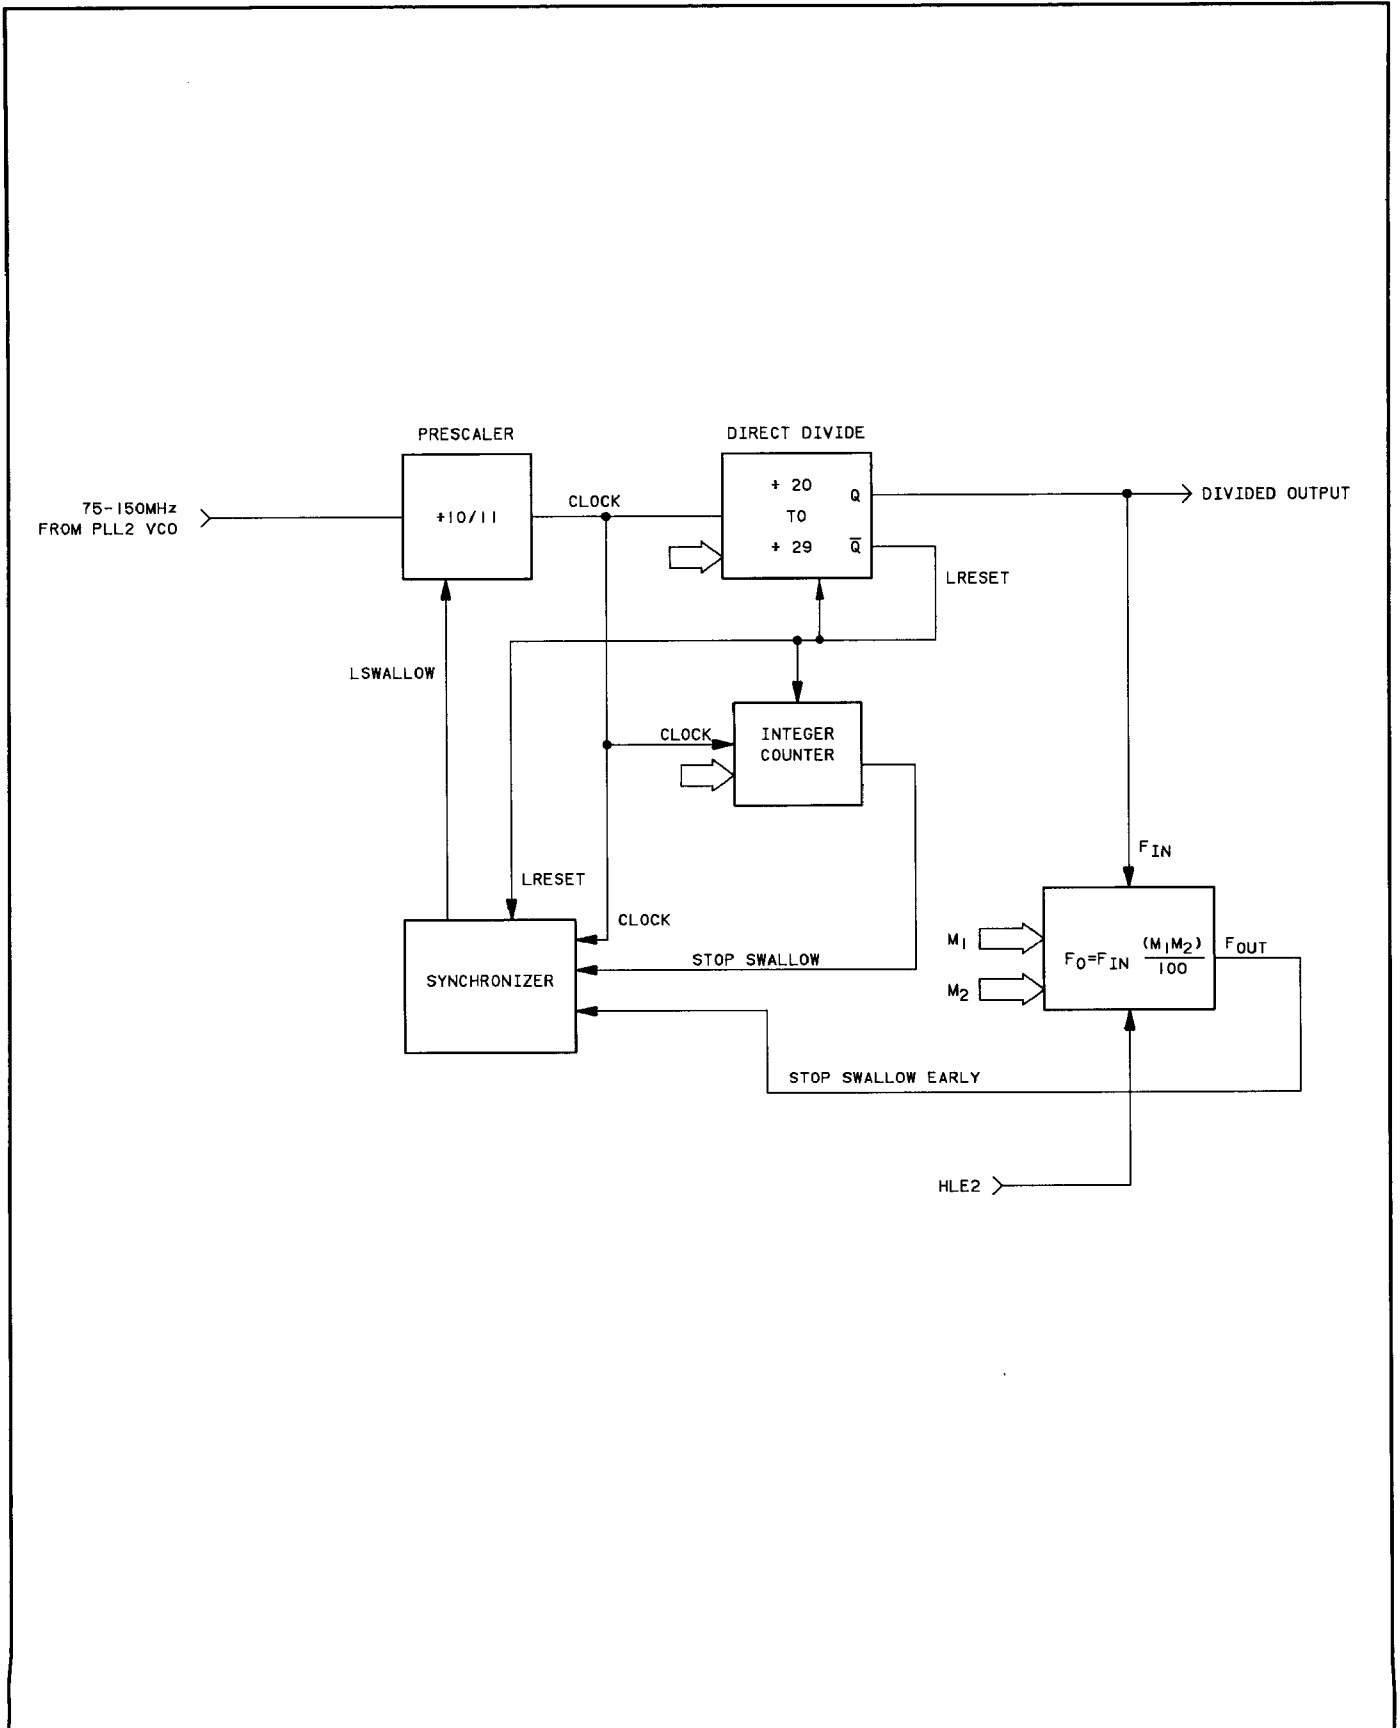 PRESCALER
÷10/11
75-150MHz
FROM PLL2 VCO
CLOCK
DIRECT DIVIDE
÷ 20
TO
÷ 29
Q
Q̅
DIVIDED OUTPUT
LRESET
LSWALLOW
CLOCK
INTEGER
COUNTER
FIN
LRESET
CLOCK
SYNCHRONIZER
STOP SWALLOW
M1
M2
FO=FIN (M1M2)
100
FOUT
STOP SWALLOW EARLY
HLE2